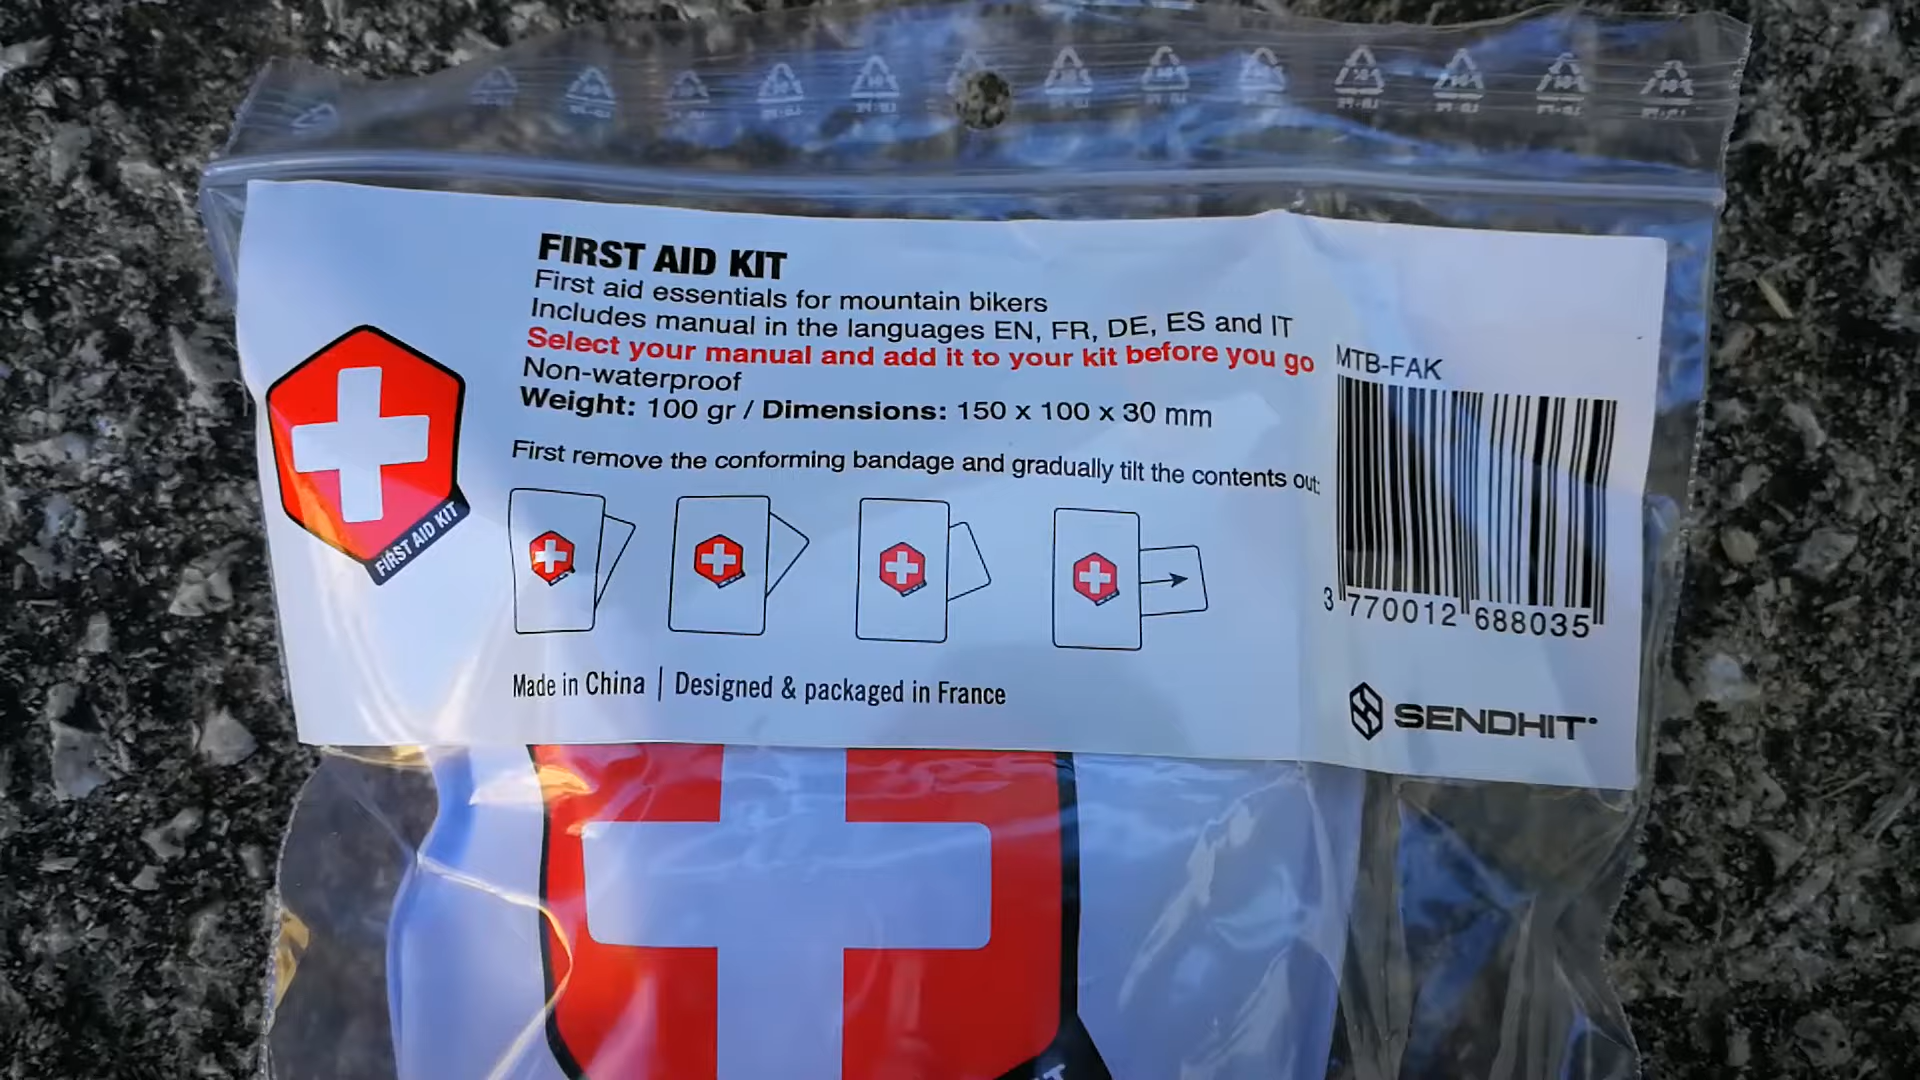 FIRST AID KIT
First aid essentials for mountain bikers
Includes manual in the languages EN, FR, DE, ES and IT
Select your manual and add it to your kit before you go
Non-waterproof
Weight: 100 gr / Dimensions: 150 x 100 x 30 mm
First remove the conforming bandage and gradually tilt the contents out:
FIRST AID KIT
Made in China | Designed & packaged in France
MTB-FAK
3 770012 688035
SENDHIT